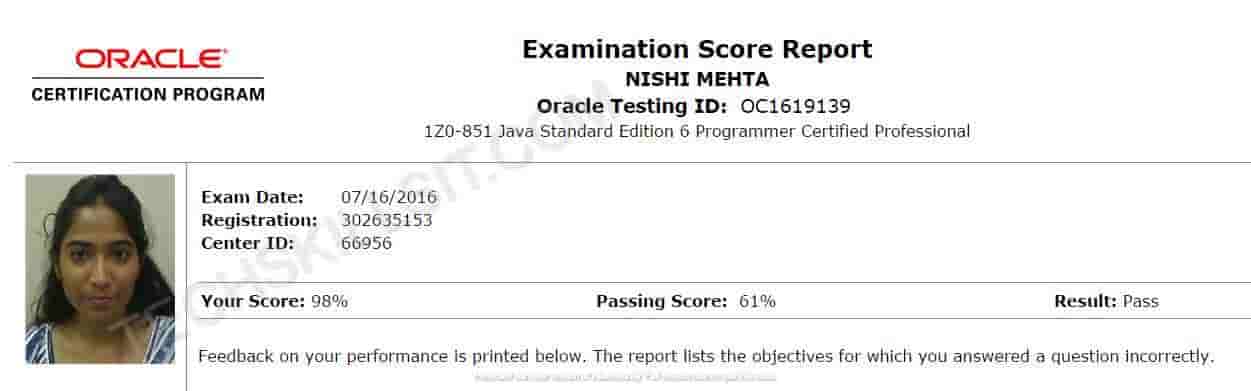 ORACLE®
CERTIFICATION PROGRAM
Examination Score Report
NISHI MEHTA
Oracle Testing ID: OC1619139
1Z0-851 Java Standard Edition 6 Programmer Certified Professional
Exam Date: 07/16/2016
Registration: 302635153
Center ID: 66956
Your Score: 98% Passing Score: 61% Result: Pass
Feedback on your performance is printed below. The report lists the objectives for which you answered a question incorrectly.